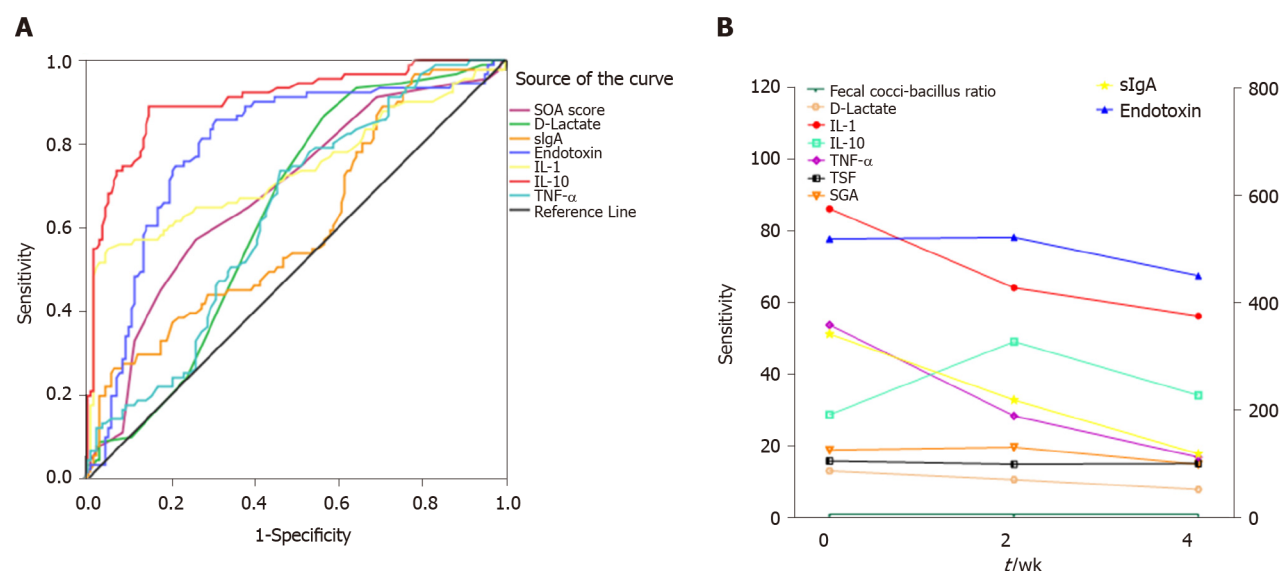 A
1.0
0.8
0.6
0.4
0.2
0.0
Sensitivity
0.0 0.2 0.4 0.6 0.8 1.0
1-Specificity
Source of the curve
SOA score
D-Lactate
sIgA
Endotoxin
IL-1
IL-10
TNF-α
Reference Line
B
120
100
80
60
40
20
0
Sensitivity
Fecal cocci-bacillus ratio
D-Lactate
IL-1
IL-10
TNF-α
TSF
SGA
sIgA
Endotoxin
800
600
400
200
0
0 2 4
t/wk